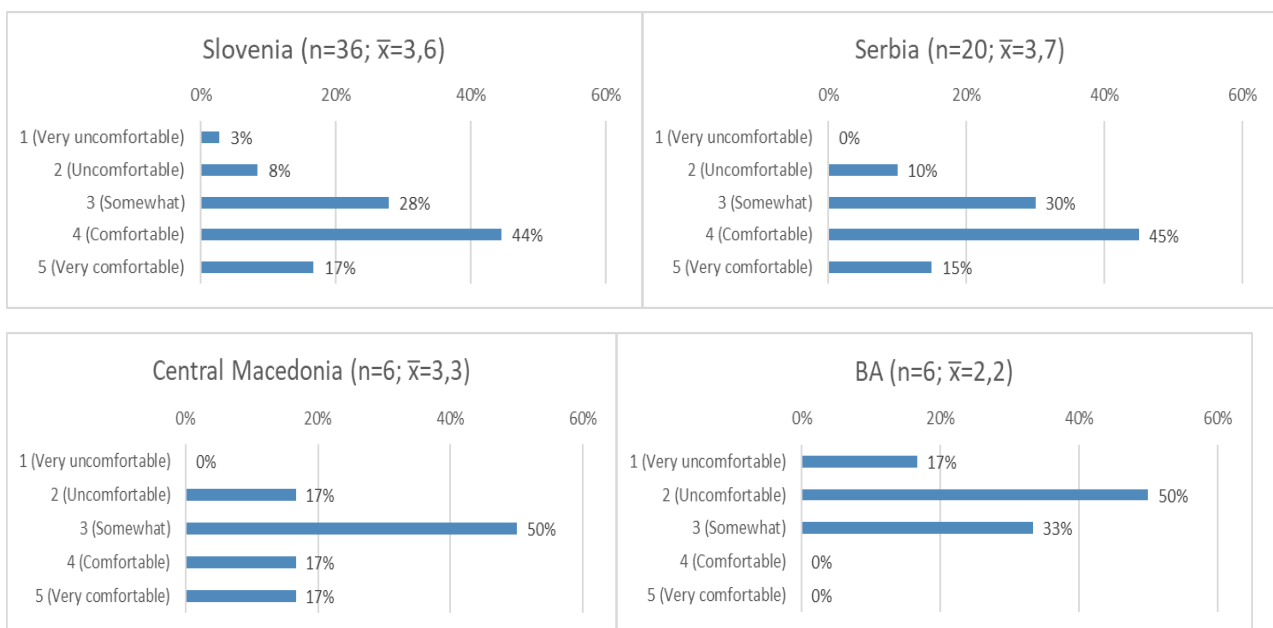 Slovenia (n=36; x̅=3,6)
0% 20% 40% 60%
1 (Very uncomfortable) 3%
2 (Uncomfortable) 8%
3 (Somewhat) 28%
4 (Comfortable) 44%
5 (Very comfortable) 17%
Serbia (n=20; x̅=3,7)
0% 20% 40% 60%
1 (Very uncomfortable) 0%
2 (Uncomfortable) 10%
3 (Somewhat) 30%
4 (Comfortable) 45%
5 (Very comfortable) 15%
Central Macedonia (n=6; x̅=3,3)
0% 20% 40% 60%
1 (Very uncomfortable) 0%
2 (Uncomfortable) 17%
3 (Somewhat) 50%
4 (Comfortable) 17%
5 (Very comfortable) 17%
BA (n=6; x̅=2,2)
0% 20% 40% 60%
1 (Very uncomfortable) 17%
2 (Uncomfortable) 50%
3 (Somewhat) 33%
4 (Comfortable) 0%
5 (Very comfortable) 0%